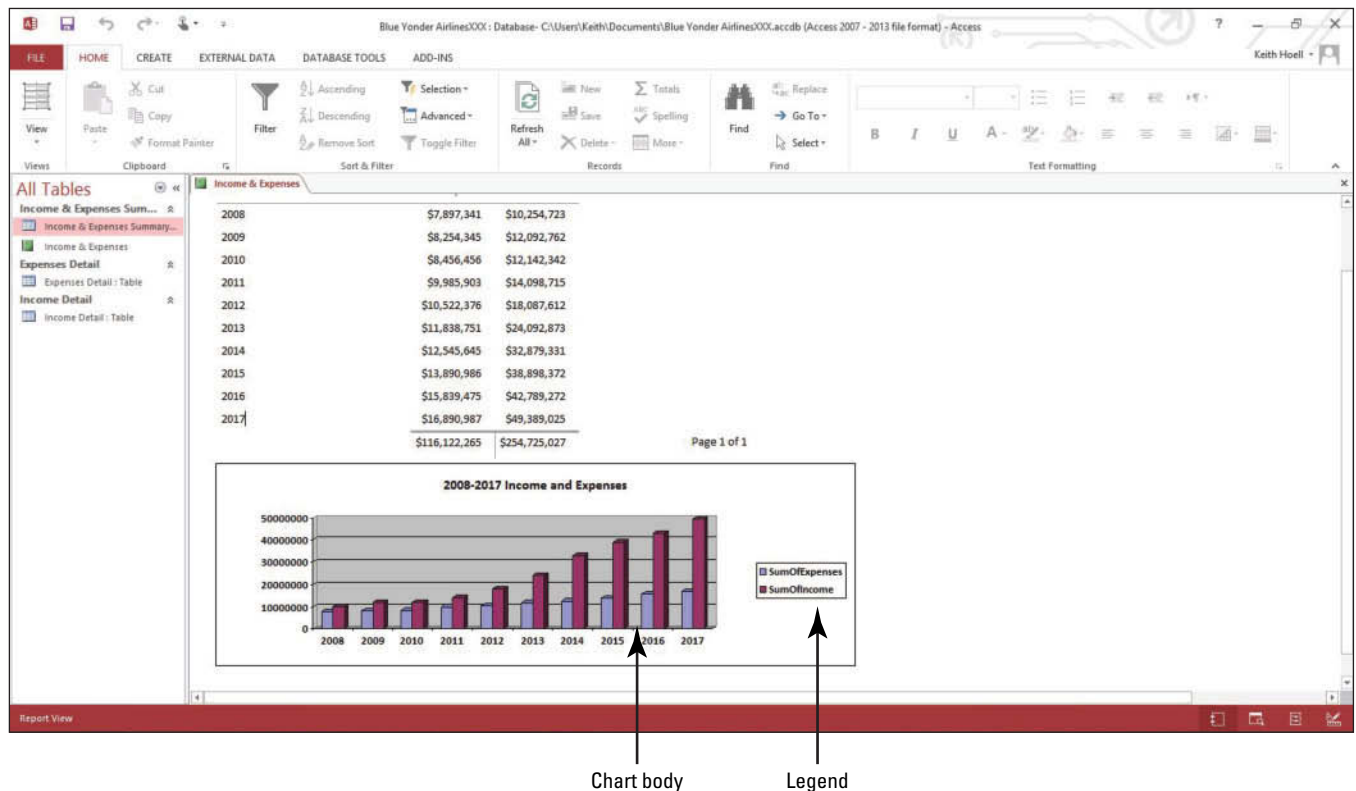 Blue Yonder AirlinesXXX : Database- C:\Users\Keith\Documents\Blue Yonder AirlinesXXX.accdb (Access 2007 - 2013 file format) - Access
?
FILE HOME CREATE EXTERNAL DATA DATABASE TOOLS ADD-INS
Keith Hoell
View
Paste
Cut
Copy
Format Painter
Filter
Ascending
Descending
Remove Sort
Selection
Advanced
Toggle Filter
Refresh
All
New
Save
Delete
Totals
Spelling
More
Find
Replace
Go To
Select
B I U A
Views Clipboard Sort & Filter Records Find Text Formatting
All Tables
Income & Expenses Sum...
Income & Expenses Summary...
Income & Expenses
Expenses Detail
Expenses Detail : Table
Income Detail
Income Detail : Table
Income & Expenses
2008 $7,897,341 $10,254,723
2009 $8,254,345 $12,092,762
2010 $8,456,456 $12,142,342
2011 $9,985,903 $14,098,715
2012 $10,522,376 $18,087,612
2013 $11,838,751 $24,092,873
2014 $12,545,645 $32,879,331
2015 $13,890,986 $38,898,372
2016 $15,839,475 $42,789,272
2017 $16,890,987 $49,389,025
$116,122,265 $254,725,027 Page 1 of 1
2008-2017 Income and Expenses
50000000
40000000
30000000
20000000
10000000
0
2008 2009 2010 2011 2012 2013 2014 2015 2016 2017
SumOfExpenses
SumOfIncome
Report View
Chart body Legend